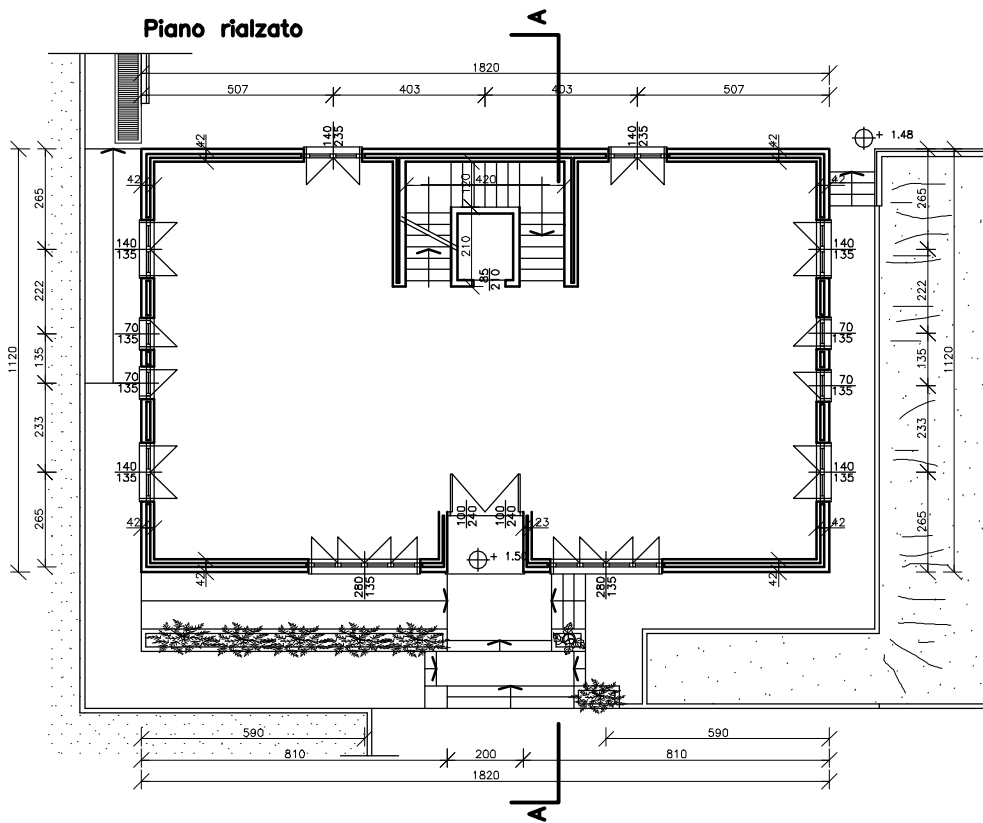 A
Piano rialzato
1820
507 403 403 507
42 140 235 140 235 42 + 1.48
42 120 420 42
265 265
140 135 210 140 135
85 210
222 222
70 135 70 135
1120 135 135 1120
70 135 70 135
233 233
140 135 140 135
100 240 100 240
42 23 42
265 265
+ 1.50
42 280 135 280 135 42
590 590
810 200 810
1820
A